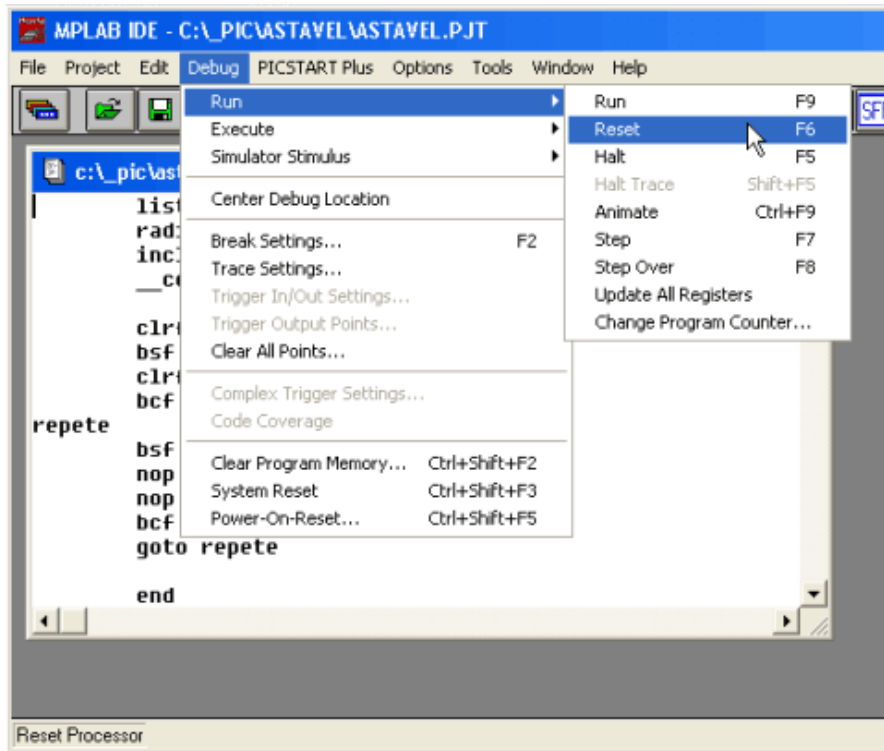 MPLAB IDE - C:\_PIC\ASTAVEL\ASTAVEL.PJT
File Project Edit Debug PICSTART Plus Options Tools Window Help
c:\_pic\ast
list
repete
bsf
nop
nop
bcf
goto repete
end
Run
Execute
Simulator Stimulus
Center Debug Location
Break Settings... F2
Trace Settings...
Trigger In/Out Settings...
Trigger Output Points...
Clear All Points...
Complex Trigger Settings...
Code Coverage
Clear Program Memory... Ctrl+Shift+F2
System Reset Ctrl+Shift+F3
Power-On-Reset... Ctrl+Shift+F5
Run F9
Reset F6
Halt F5
Halt Trace Shift+F5
Animate Ctrl+F9
Step F7
Step Over F8
Update All Registers
Change Program Counter...
Reset Processor